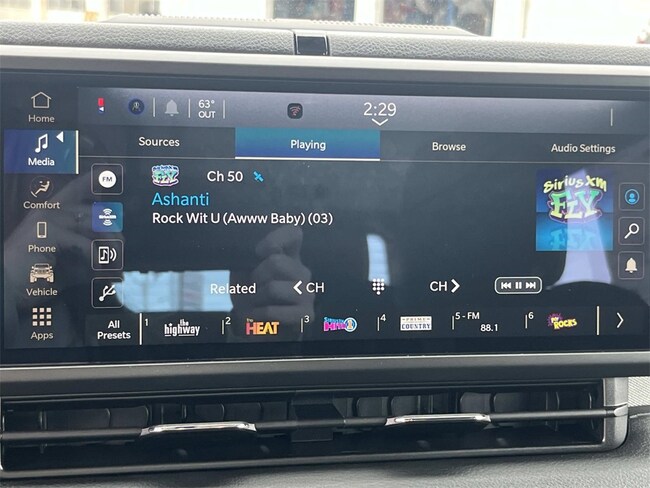 Home
63°
OUT
2:29
Media
Sources
Playing
Browse
Audio Settings
FM
Ch 50
Ashanti
Rock Wit U (Awww Baby) (03)
SiriusXM
FLY
Comfort
Phone
Vehicle
Apps
Related
CH
CH
All
Presets
1
the
highway
2
the
HEAT
3
4
PRIME
COUNTRY
5 - FM
88.1
6
ROCKS